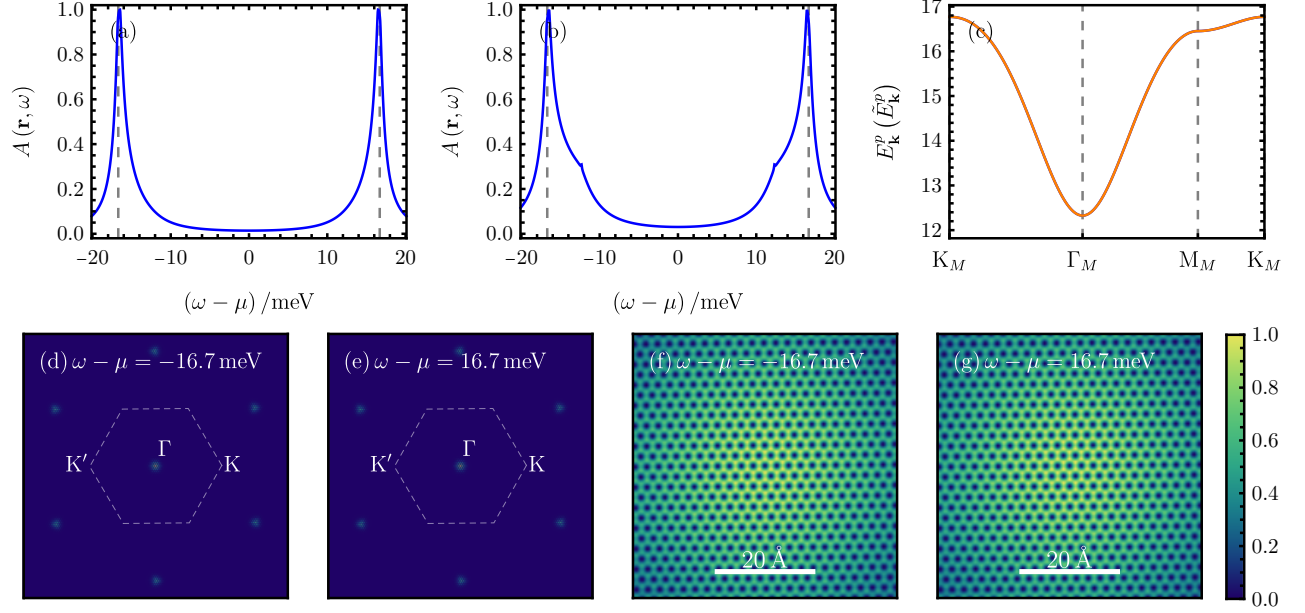 (a)
A (r, ω)
1.0
0.8
0.6
0.4
0.2
0.0
−20
−10
0
10
20
(ω − μ) /meV
(b)
A (r, ω)
1.0
0.8
0.6
0.4
0.2
0.0
−20
−10
0
10
20
(ω − μ) /meV
(c)
E^p_k (Ẽ^p_k)
17
16
15
14
13
12
K_M
Γ_M
M_M
K_M
(d) ω − μ = −16.7 meV
Γ
K′
K
(e) ω − μ = 16.7 meV
Γ
K′
K
(f) ω − μ = −16.7 meV
20 Å
(g) ω − μ = 16.7 meV
20 Å
1.0
0.8
0.6
0.4
0.2
0.0